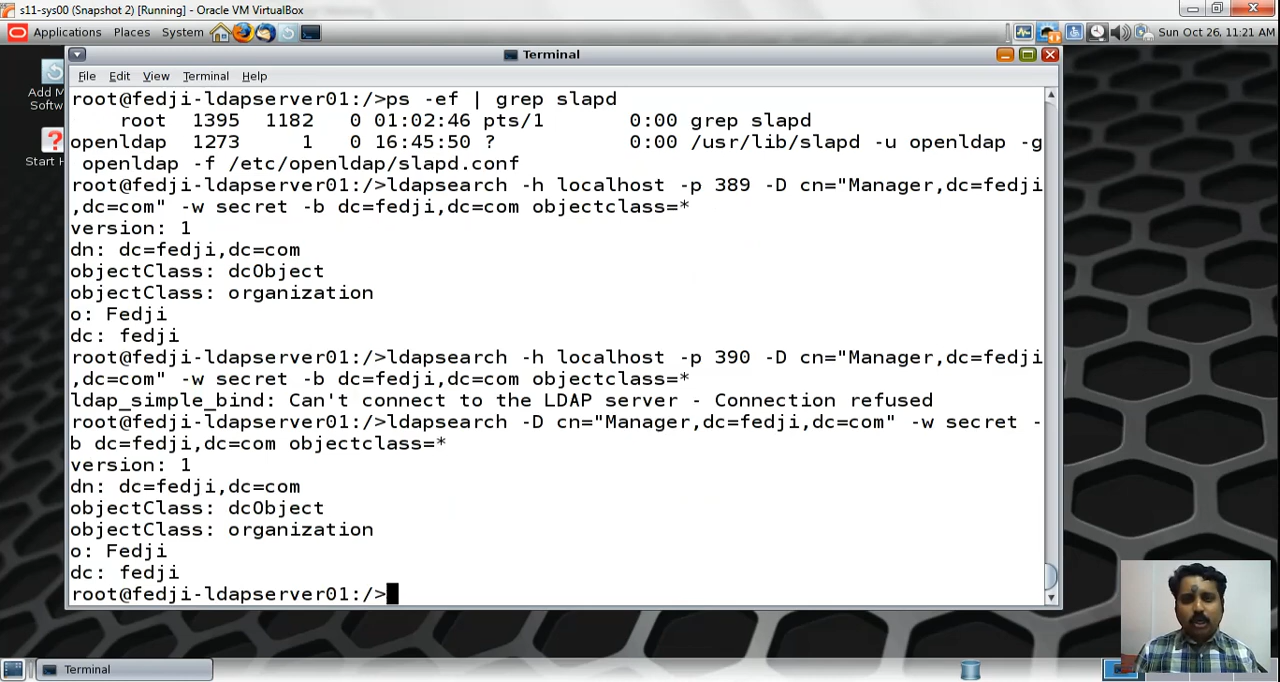 s11-sys00 (Snapshot 2) [Running] - Oracle VM VirtualBox
Applications Places System Sun Oct 26, 11:21 AM
Terminal
File Edit View Terminal Help
Add M
Softw
Start H
root@fedji-ldapserver01:/>ps -ef | grep slapd
root 1395 1182 0 01:02:46 pts/1 0:00 grep slapd
openldap 1273 1 0 16:45:50 ? 0:00 /usr/lib/slapd -u openldap -g
openldap -f /etc/openldap/slapd.conf
root@fedji-ldapserver01:/>ldapsearch -h localhost -p 389 -D cn="Manager,dc=fedji
,dc=com" -w secret -b dc=fedji,dc=com objectclass=*
version: 1
dn: dc=fedji,dc=com
objectClass: dcObject
objectClass: organization
o: Fedji
dc: fedji
root@fedji-ldapserver01:/>ldapsearch -h localhost -p 390 -D cn="Manager,dc=fedji
,dc=com" -w secret -b dc=fedji,dc=com objectclass=*
ldap_simple_bind: Can't connect to the LDAP server - Connection refused
root@fedji-ldapserver01:/>ldapsearch -D cn="Manager,dc=fedji,dc=com" -w secret -
b dc=fedji,dc=com objectclass=*
version: 1
dn: dc=fedji,dc=com
objectClass: dcObject
objectClass: organization
o: Fedji
dc: fedji
root@fedji-ldapserver01:/>
Terminal